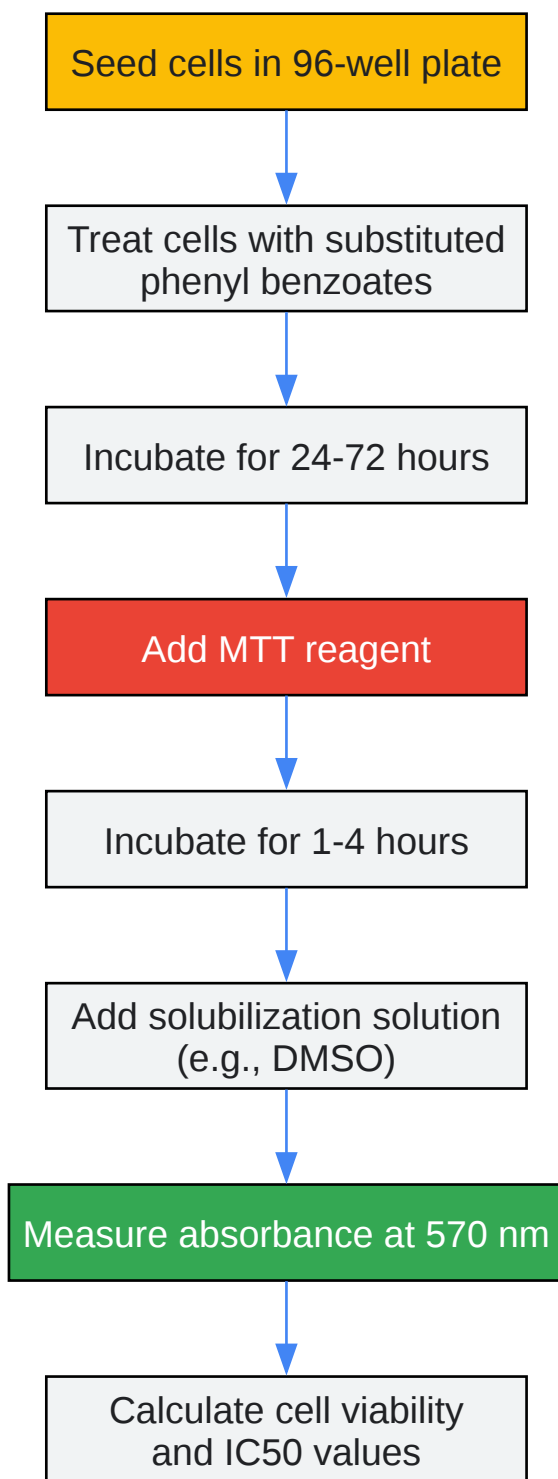 Seed cells in 96-well plate
Treat cells with substituted
phenyl benzoates
Incubate for 24-72 hours
Add MTT reagent
Incubate for 1-4 hours
Add solubilization solution
(e.g., DMSO)
Measure absorbance at 570 nm
Calculate cell viability
and IC50 values